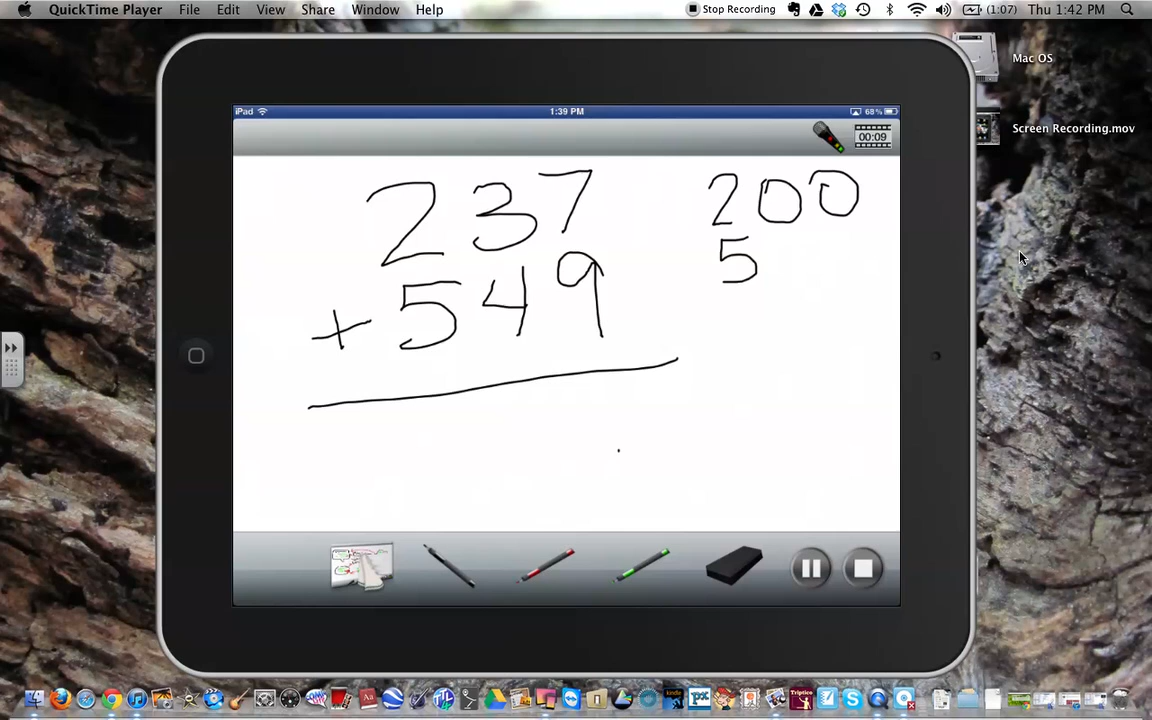 QuickTime Player File Edit View Share Window Help Stop Recording (1:07) Thu 1:42 PM
Mac OS
Screen Recording.mov
iPad 1:39 PM 68%
00:09
237 200
+ 549 5